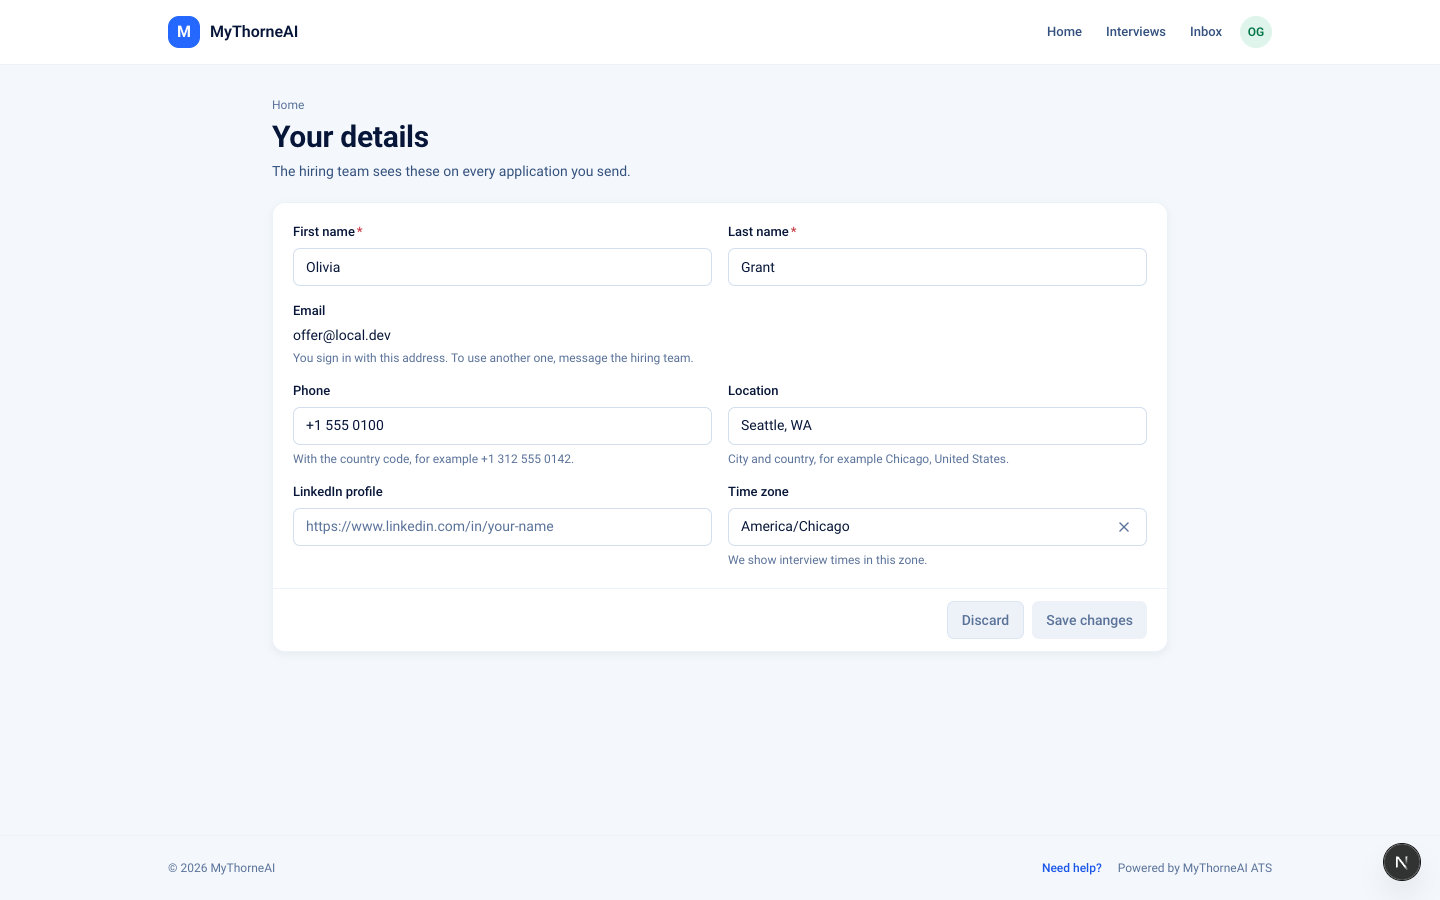 M MyThorneAI Home Interviews Inbox OG
Home
Your details
The hiring team sees these on every application you send.
First name* Last name*
Olivia Grant
Email
offer@local.dev
You sign in with this address. To use another one, message the hiring team.
Phone Location
+1 555 0100 Seattle, WA
With the country code, for example +1 312 555 0142. City and country, for example Chicago, United States.
LinkedIn profile Time zone
https://www.linkedin.com/in/your-name America/Chicago
We show interview times in this zone.
Discard Save changes
© 2026 MyThorneAI Need help? Powered by MyThorneAI ATS
N